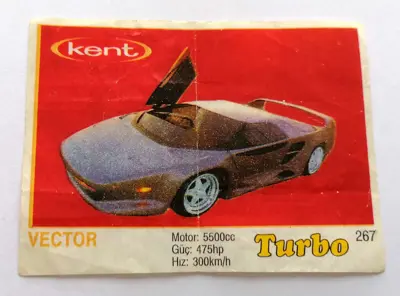 kent
VECTOR
Motor: 5500cc
Güç: 475hp
Hız: 300km/h
Turbo
267